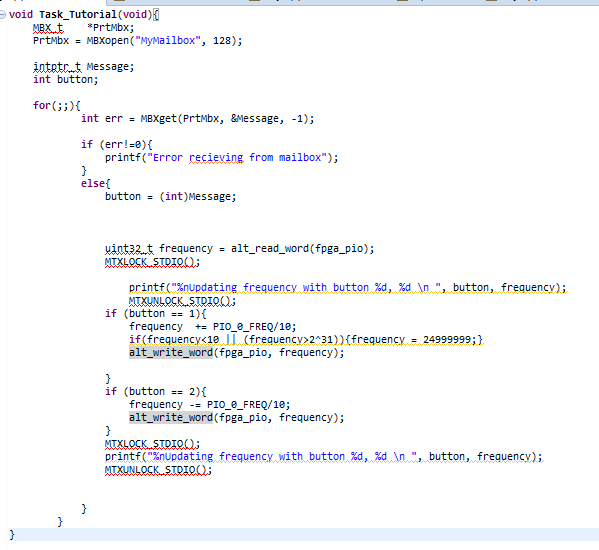 void Task_Tutorial(void){
MBX_t *PrtMbx;
PrtMbx = MBXopen("MyMailbox", 128);
intptr_t Message;
int button;
for(;;){
int err = MBXget(PrtMbx, &Message, -1);
if (err!=0){
printf("Error recieving from mailbox");
}
else{
button = (int)Message;
uint32_t frequency = alt_read_word(fpga_pio);
MTXLOCK_STDIO();
printf("%nUpdating frequency with button %d, %d \n ", button, frequency);
MTXUNLOCK_STDIO();
if (button == 1){
frequency += PIO_0_FREQ/10;
if(frequency<10 || (frequency>2^31)){frequency = 24999999;}
alt_write_word(fpga_pio, frequency);
}
if (button == 2){
frequency -= PIO_0_FREQ/10;
alt_write_word(fpga_pio, frequency);
}
MTXLOCK_STDIO();
printf("%nUpdating frequency with button %d, %d \n ", button, frequency);
MTXUNLOCK_STDIO();
}
}
}